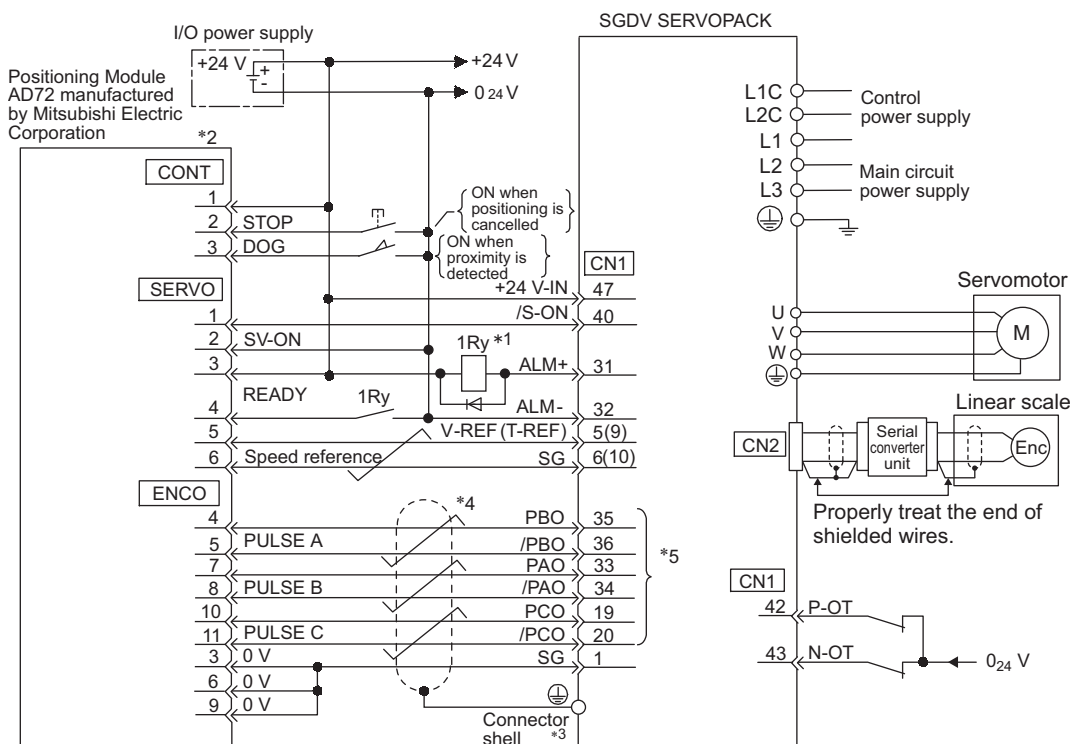 SGDV SERVOPACK
I/O power supply
+24 V
+
-
+24 V
0 24 V
Positioning Module
AD72 manufactured
by Mitsubishi Electric
Corporation
*2
CONT
1
2 STOP
3 DOG
ON when
positioning is
cancelled
ON when
proximity is
detected
SERVO
1
2 SV-ON
3
4 READY
5
6 Speed reference
1Ry
1Ry *1
CN1
+24 V-IN 47
/S-ON 40
ALM+ 31
ALM- 32
V-REF (T-REF) 5(9)
SG 6(10)
ENCO
4
5 PULSE A
7
8 PULSE B
10
11 PULSE C
3 0 V
6 0 V
9 0 V
*4
PBO 35
/PBO 36
PAO 33
/PAO 34
PCO 19
/PCO 20
SG 1
*5
Connector
shell *3
L1C
L2C
Control
power supply
L1
L2
L3
Main circuit
power supply
Servomotor
U
V
W
M
Linear scale
CN2
Serial
converter
unit
Enc
Properly treat the end of
shielded wires.
CN1
42 P-OT
43 N-OT
024 V